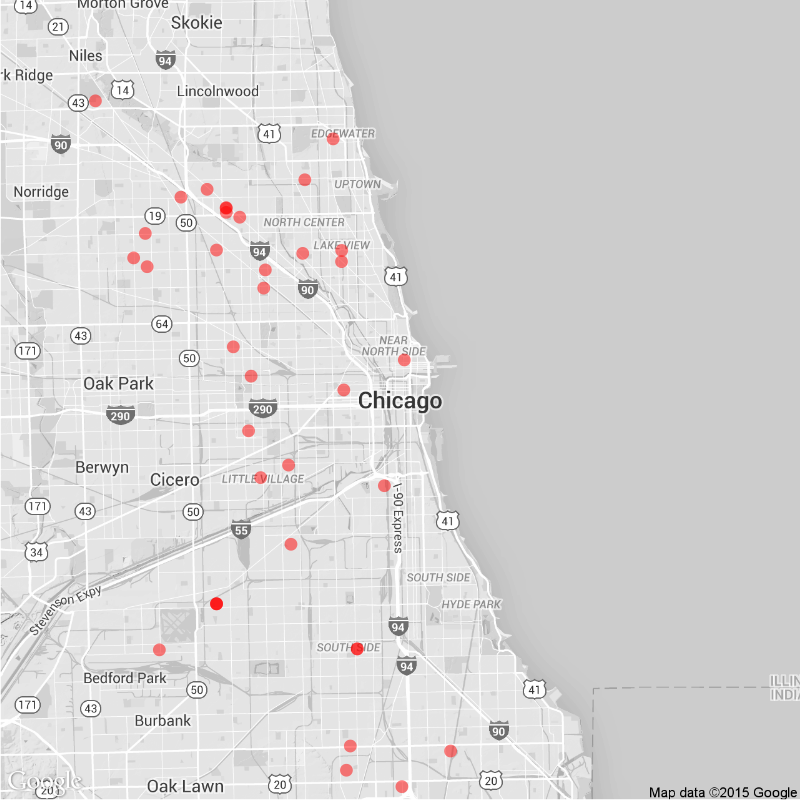 14
Morton Grove
21
Skokie
Niles
94
rk Ridge
14
Lincolnwood
43
41
EDGEWATER
90
Norridge
UPTOWN
19
50
NORTH CENTER
94
LAKE VIEW
41
90
64
43
171
50
NEAR
NORTH SIDE
Oak Park
Chicago
290
290
Berwyn
Cicero
LITTLE VILLAGE
171
43
50
I-90 Express
41
55
34
SOUTH SIDE
Stevenson Expy
HYDE PARK
94
SOUTH SIDE
94
Bedford Park
50
41
ILLIN
INDIA
171
43
Burbank
90
Google
20
Oak Lawn
20
20
Map data ©2015 Google